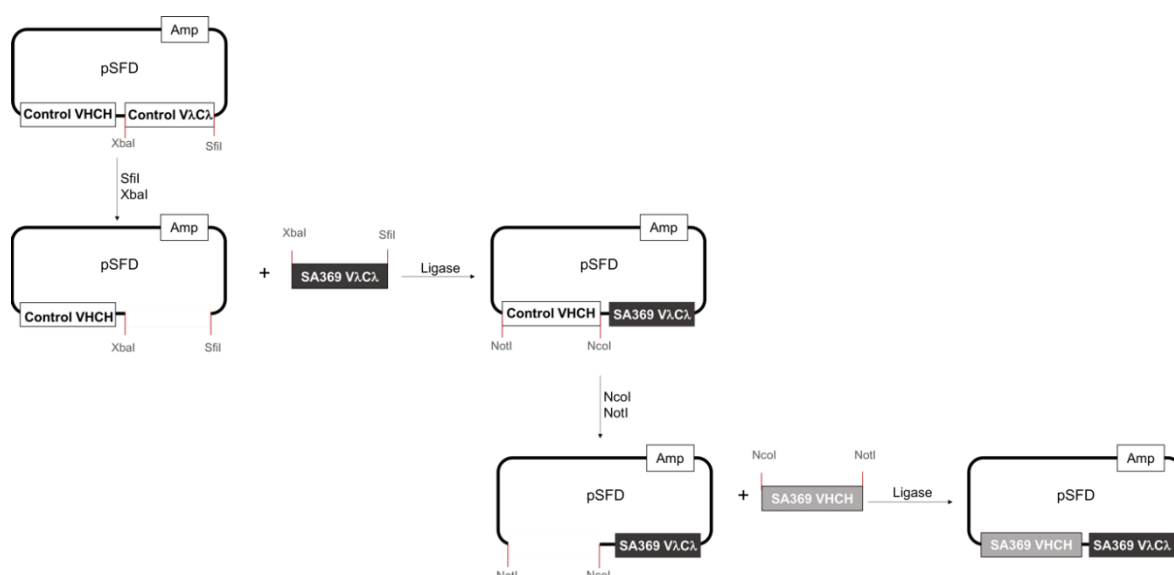 Amp
pSFD
Control VHCH
Control VλCλ
XbaI
SfiI
SfiI
XbaI
Amp
pSFD
Control VHCH
XbaI
SfiI
+
XbaI
SfiI
SA369 VλCλ
Ligase
Amp
pSFD
Control VHCH
SA369 VλCλ
NotI
NcoI
NcoI
NotI
Amp
pSFD
SA369 VλCλ
NotI
NcoI
+
NcoI
NotI
SA369 VHCH
Ligase
Amp
pSFD
SA369 VHCH
SA369 VλCλ